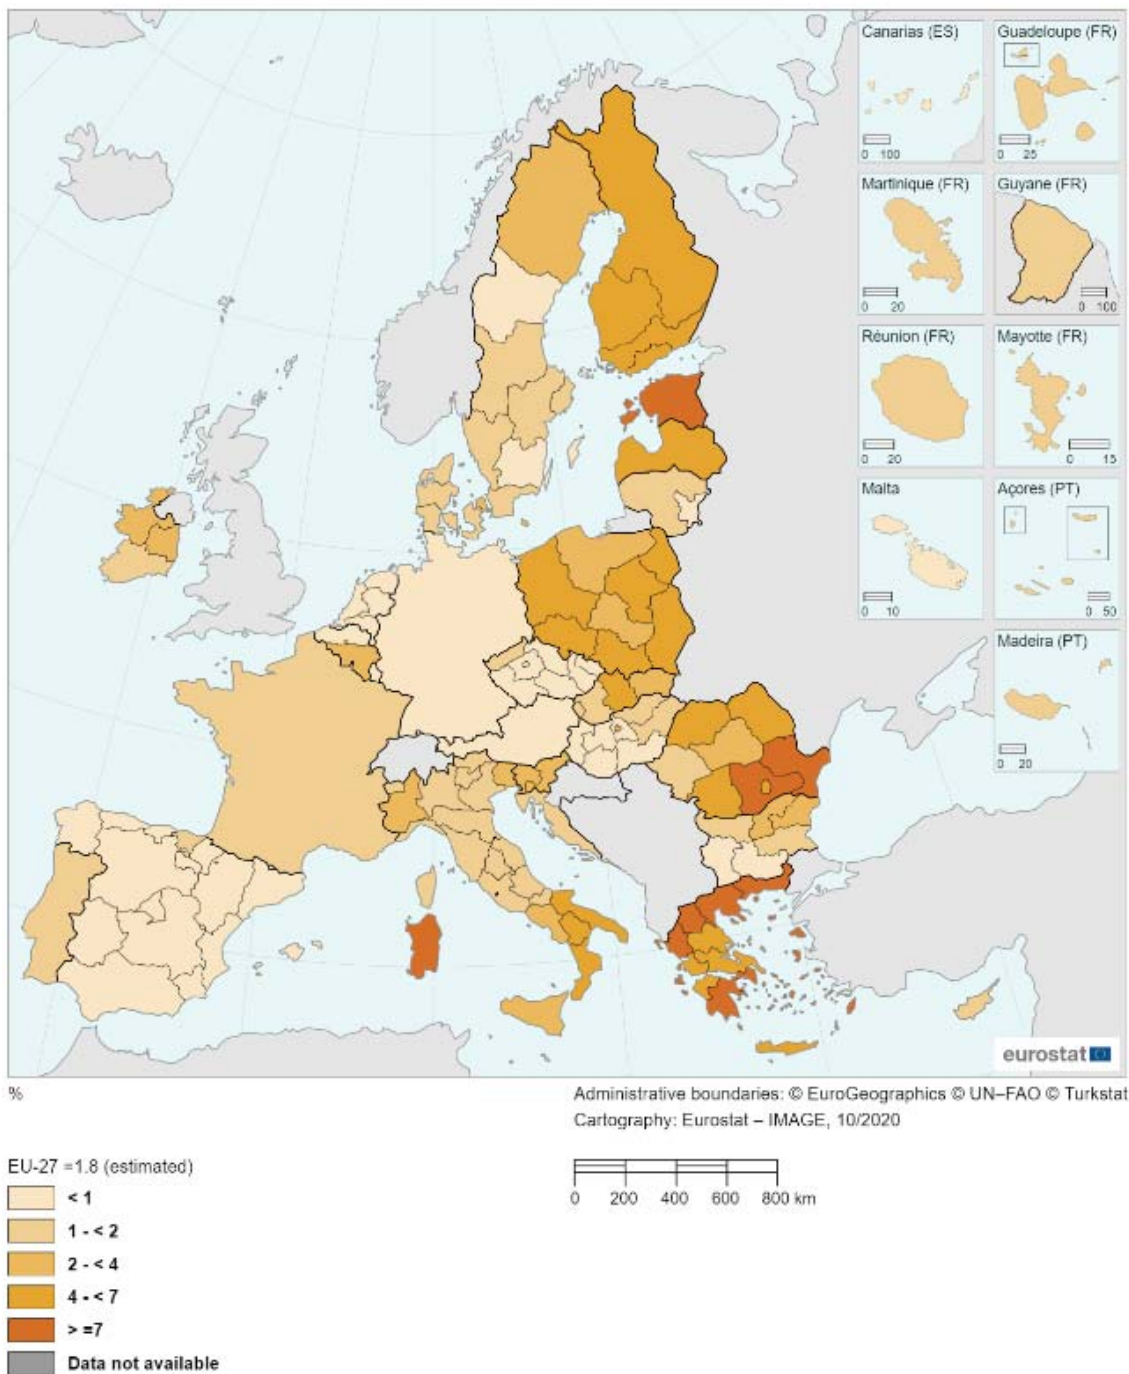 Canarias (ES)
0 100
Guadeloupe (FR)
0 25
Martinique (FR)
0 20
Guyane (FR)
0 100
Réunion (FR)
0 20
Mayotte (FR)
0 15
Malta
0 10
Açores (PT)
0 50
Madeira (PT)
0 20
eurostat
%
Administrative boundaries: © EuroGeographics © UN–FAO © Turkstat
Cartography: Eurostat – IMAGE, 10/2020
EU-27 =1.8 (estimated)
< 1
1 - < 2
2 - < 4
4 - < 7
> =7
Data not available
0 200 400 600 800 km